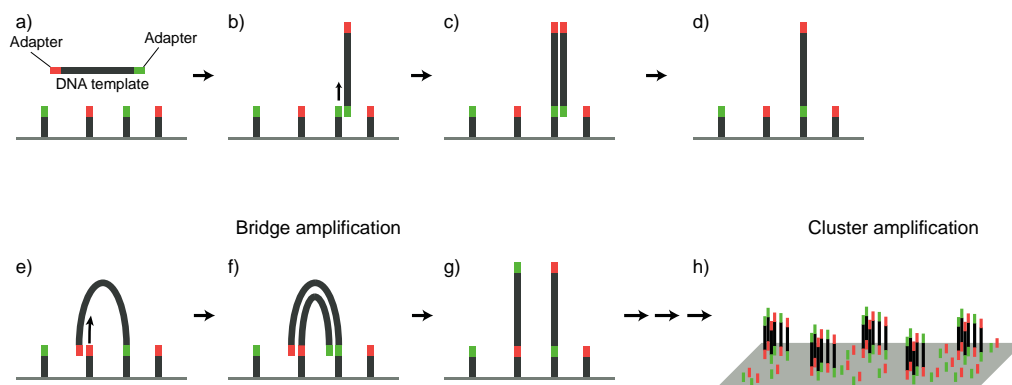 a)
b)
c)
d)
Adapter
Adapter
DNA template
Bridge amplification
Cluster amplification
e)
f)
g)
h)